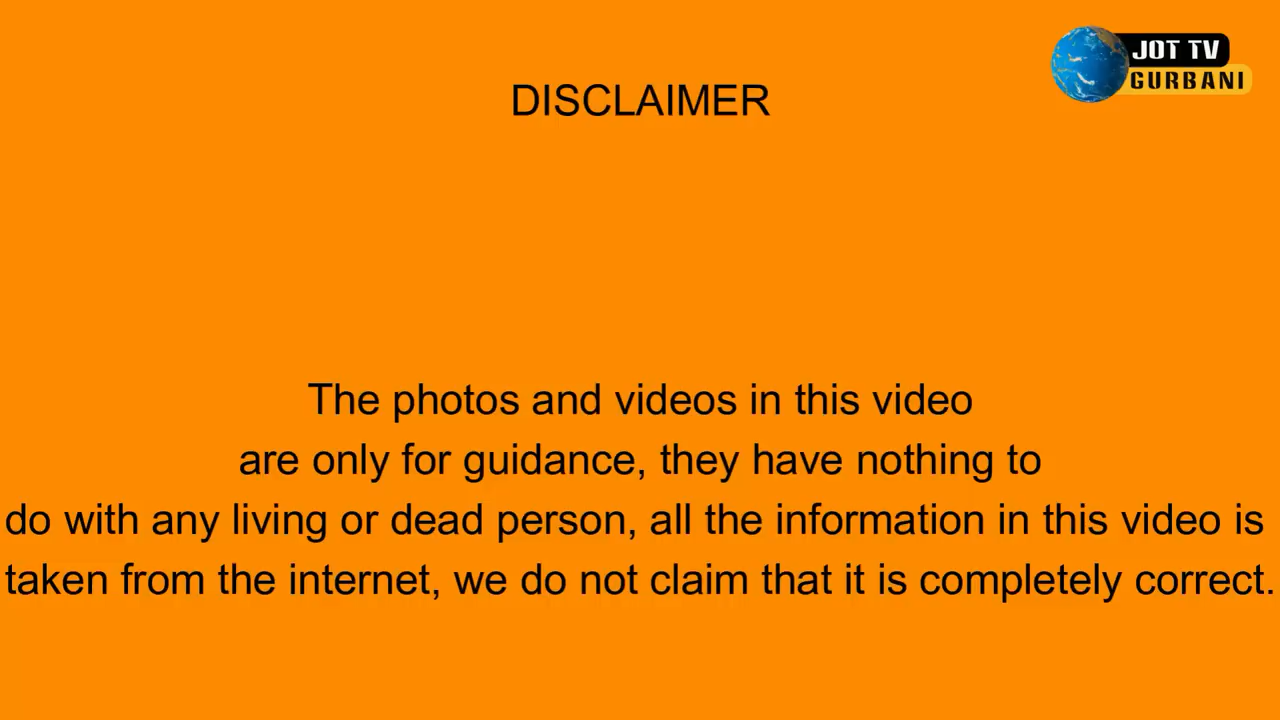 JOT TV
GURBANI
DISCLAIMER
The photos and videos in this video
are only for guidance, they have nothing to
do with any living or dead person, all the information in this video is
taken from the internet, we do not claim that it is completely correct.